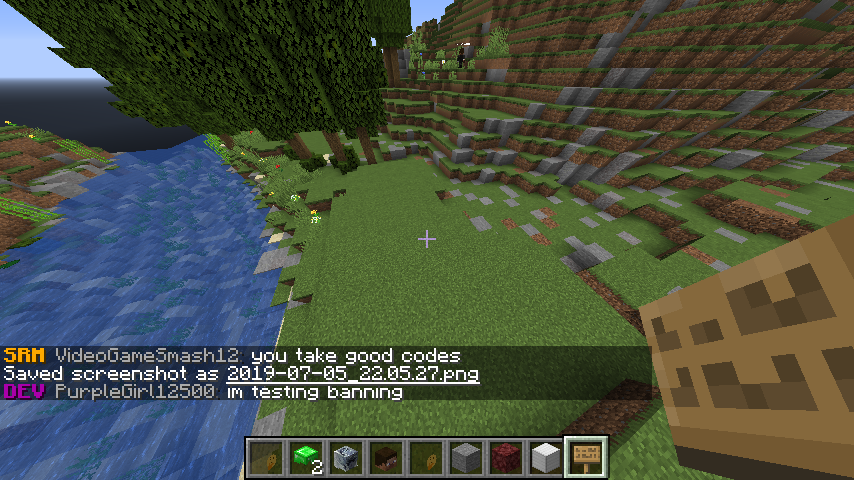 SRM VideoGameSmash12: you take good codes
Saved screenshot as 2019-07-05_22.05.27.png
DEV PurpleGirl12500: im testing banning
2